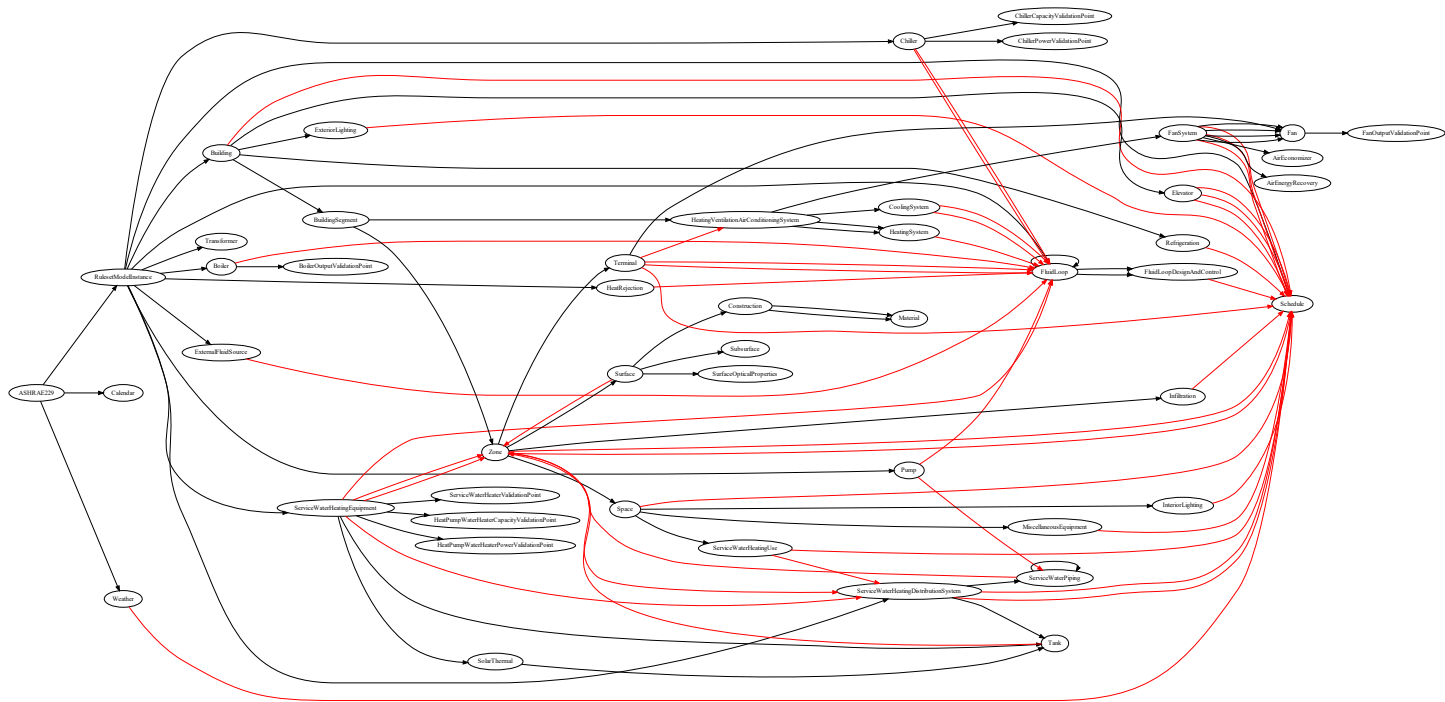 ChillerCapacityValidationPoint
Chiller
ChillerPowerValidationPoint
ExteriorLighting
FanSystem
Fan
FanOutputValidationPoint
Building
AirEconomizer
AirEnergyRecovery
Elevator
CoolingSystem
BuildingSegment
HeatingVentilationAirConditioningSystem
HeatingSystem
Transformer
Refrigeration
Terminal
Boiler
BoilerOutputValidationPoint
FluidLoop
FluidLoopDesignAndControl
RulesetModelInstance
HeatRejection
Construction
Schedule
Material
ExternalFluidSource
Subsurface
Surface
SurfaceOpticalProperties
ASHRAE229
Calendar
Infiltration
Zone
Pump
ServiceWaterHeaterValidationPoint
ServiceWaterHeatingEquipment
Space
InteriorLighting
HeatPumpWaterHeaterCapacityValidationPoint
MiscellaneousEquipment
HeatPumpWaterHeaterPowerValidationPoint
ServiceWaterHeatingUse
ServiceWaterPiping
Weather
ServiceWaterHeatingDistributionSystem
Tank
SolarThermal